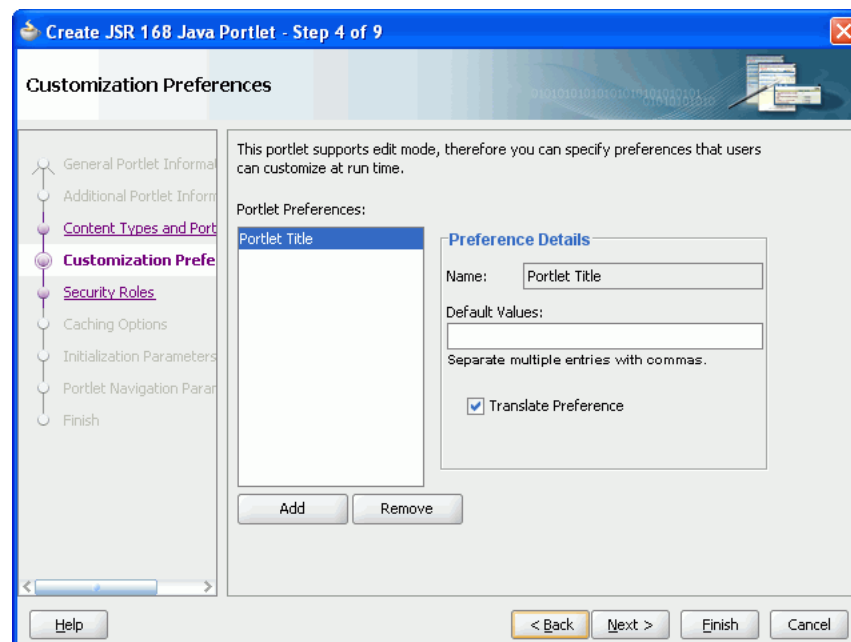 Create JSR 168 Java Portlet - Step 4 of 9
Customization Preferences
General Portlet Informat
Additional Portlet Inform
Content Types and Port
Customization Prefe
Security Roles
Caching Options
Initialization Parameters
Portlet Navigation Parar
Finish
This portlet supports edit mode, therefore you can specify preferences that users
can customize at run time.
Portlet Preferences:
Portlet Title
Preference Details
Name: Portlet Title
Default Values:
Separate multiple entries with commas.
Translate Preference
Add Remove
Help < Back Next > Finish Cancel